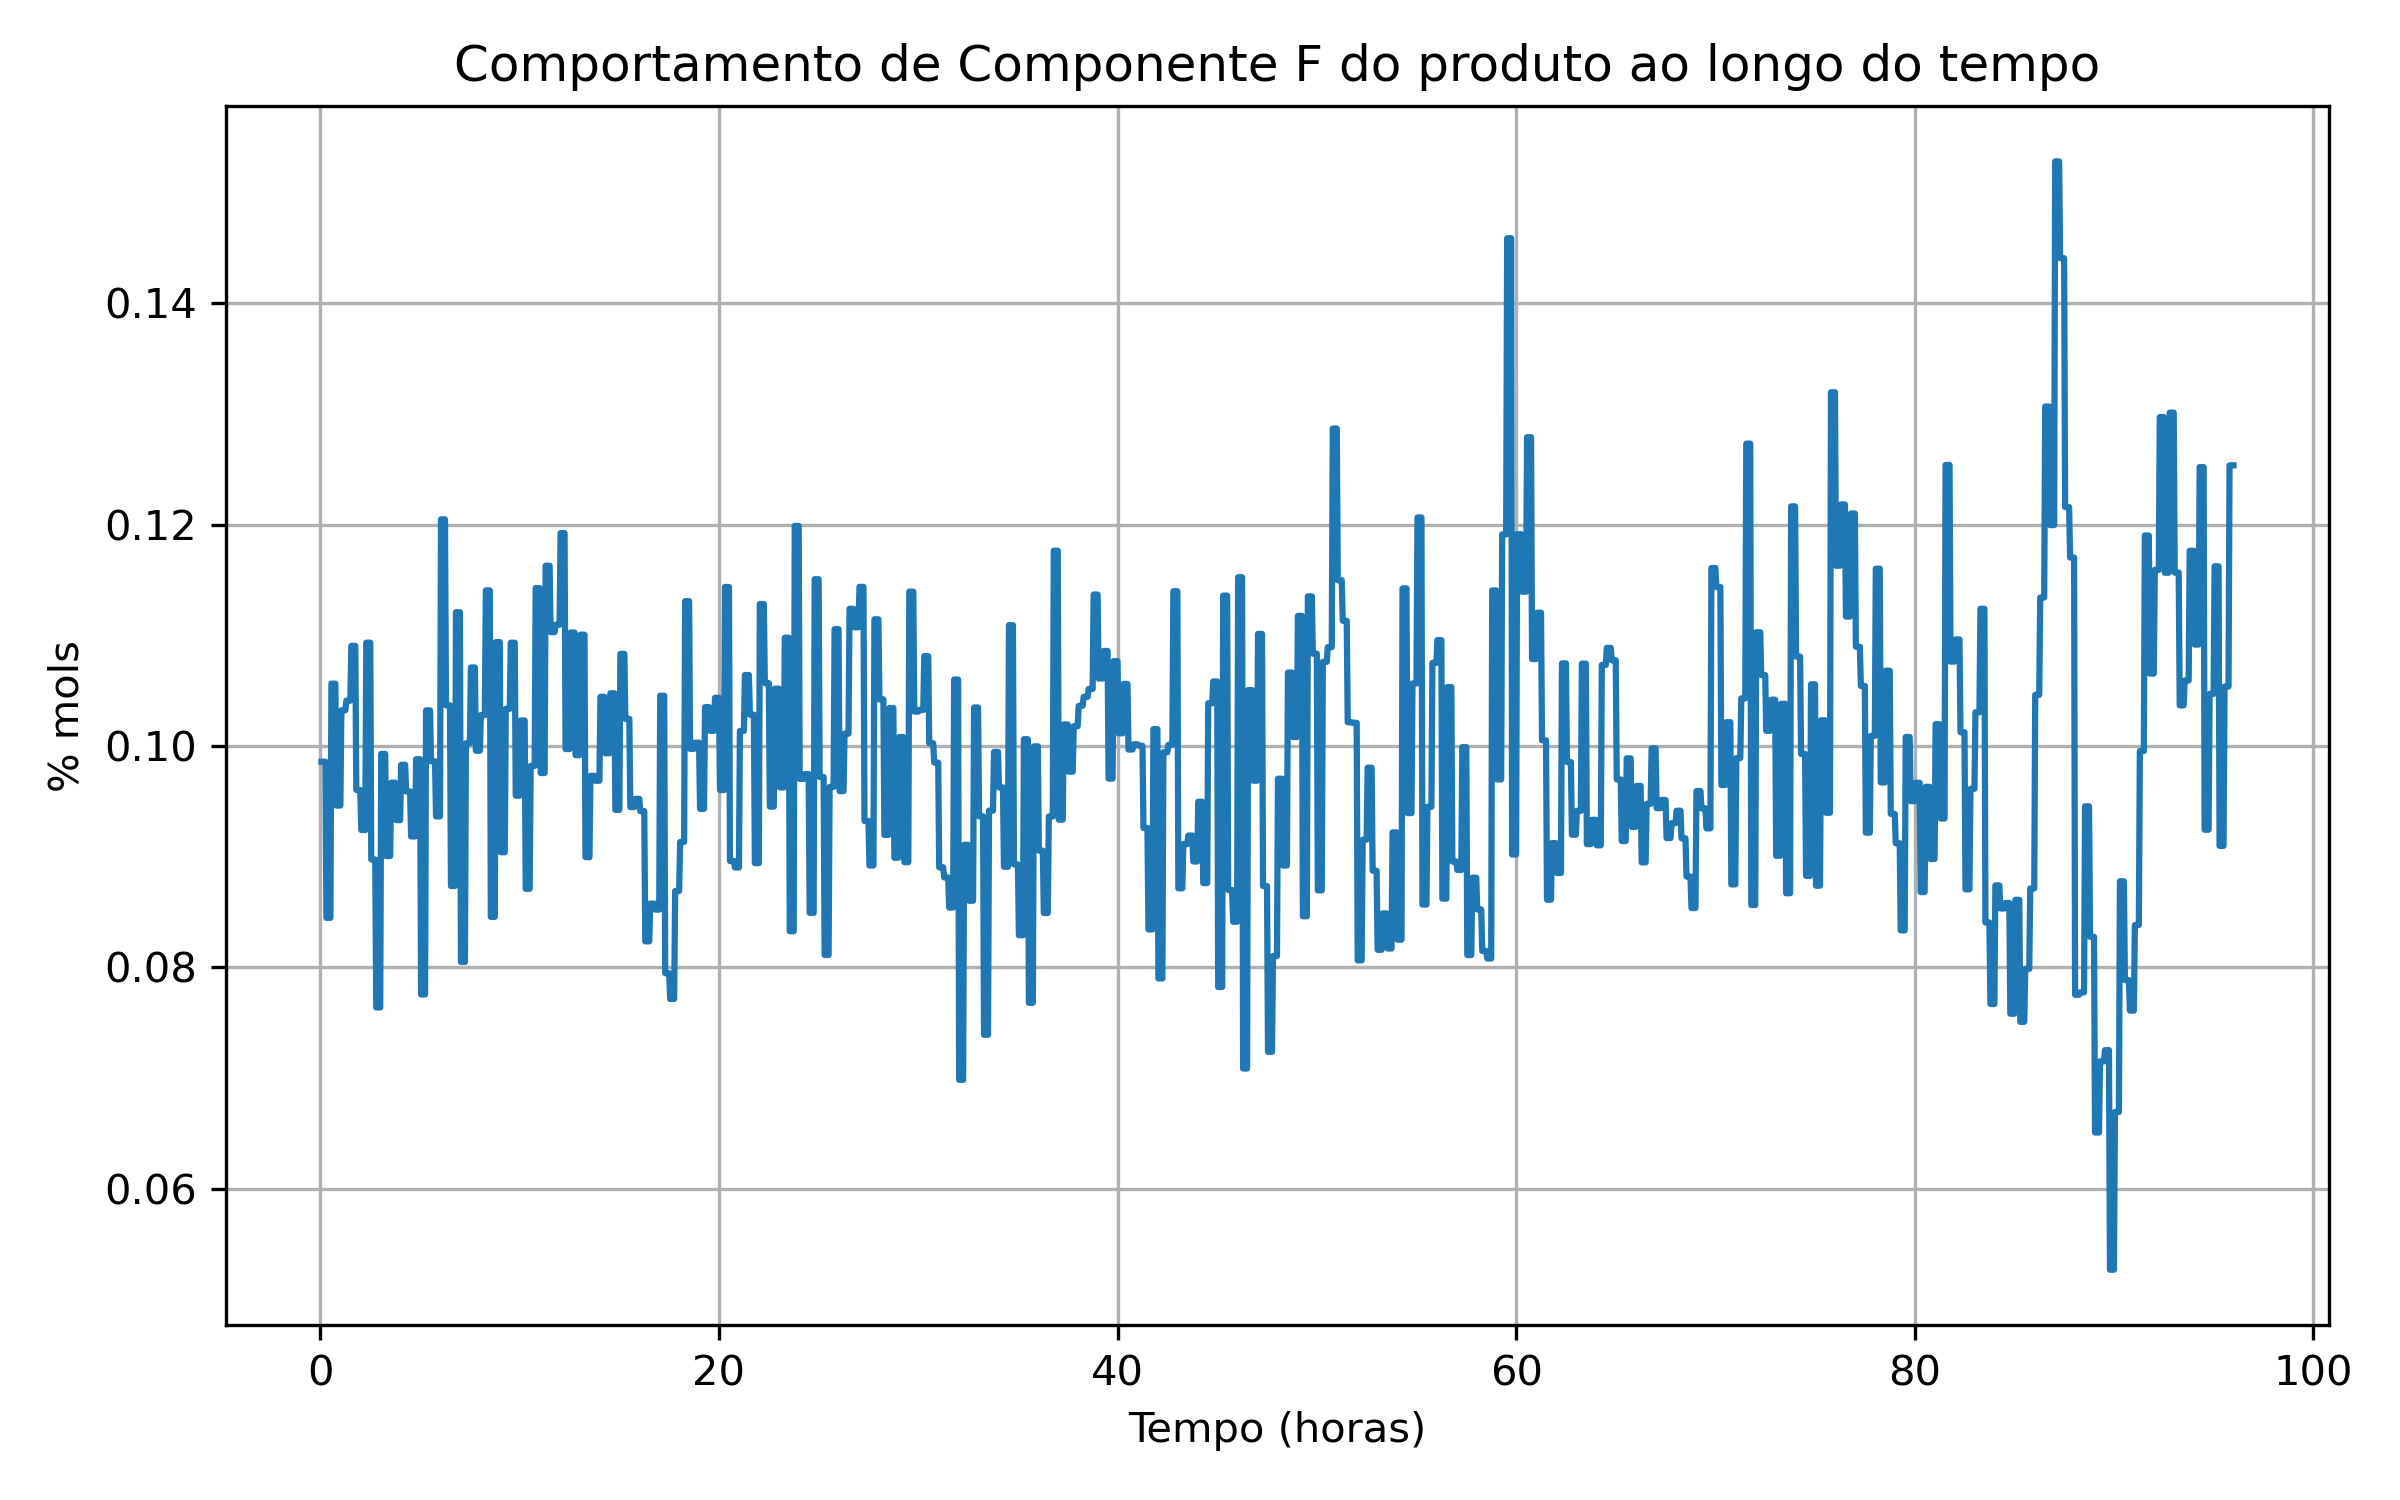 Comportamento de Componente F do produto ao longo do tempo
% mols
0.14
0.12
0.10
0.08
0.06
0 20 40 60 80 100
Tempo (horas)